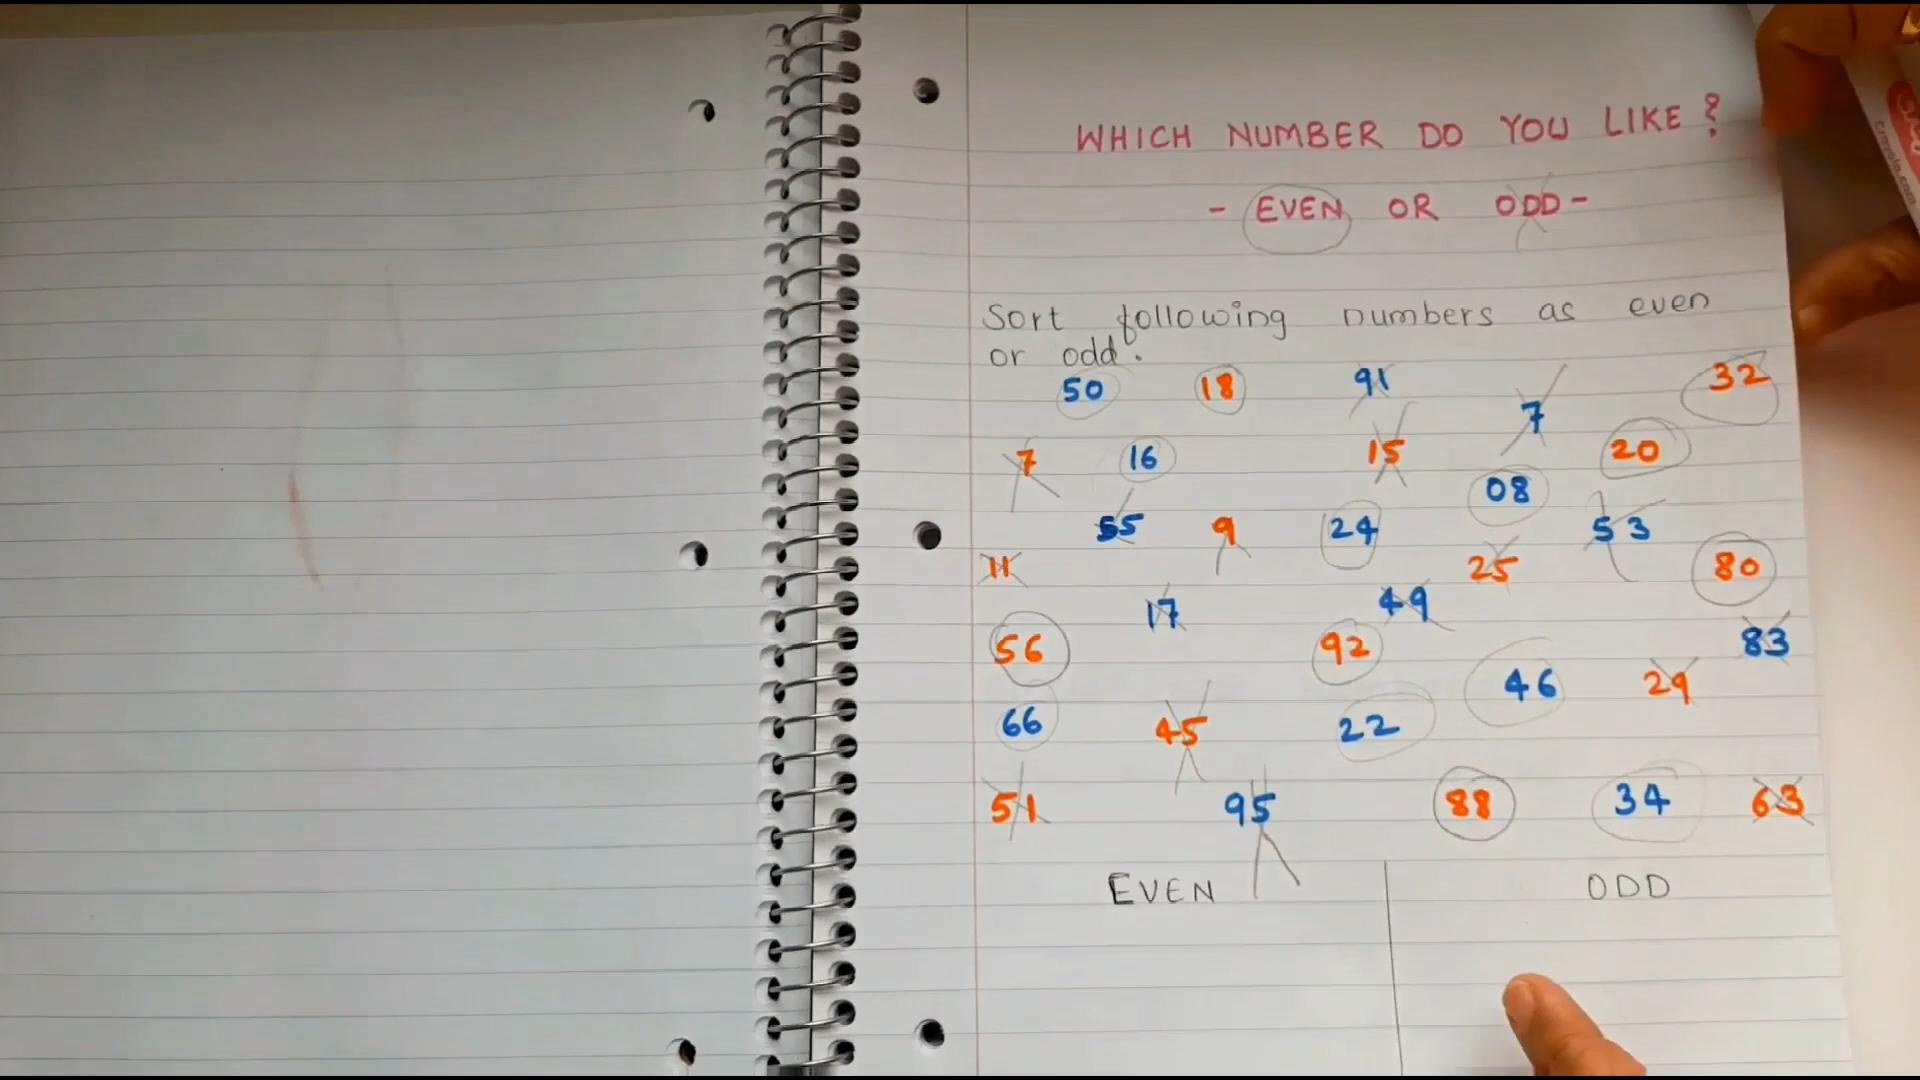 WHICH NUMBER DO YOU LIKE?
- EVEN OR ODD -
Sort following numbers as even
or odd.
50 18 91 7 32
7 16 15 08 20
55 9 24 53
11 25 80
17 49
56 92 83
46 29
66 45 22
51 95 88 34 63
EVEN ODD
crayola.com